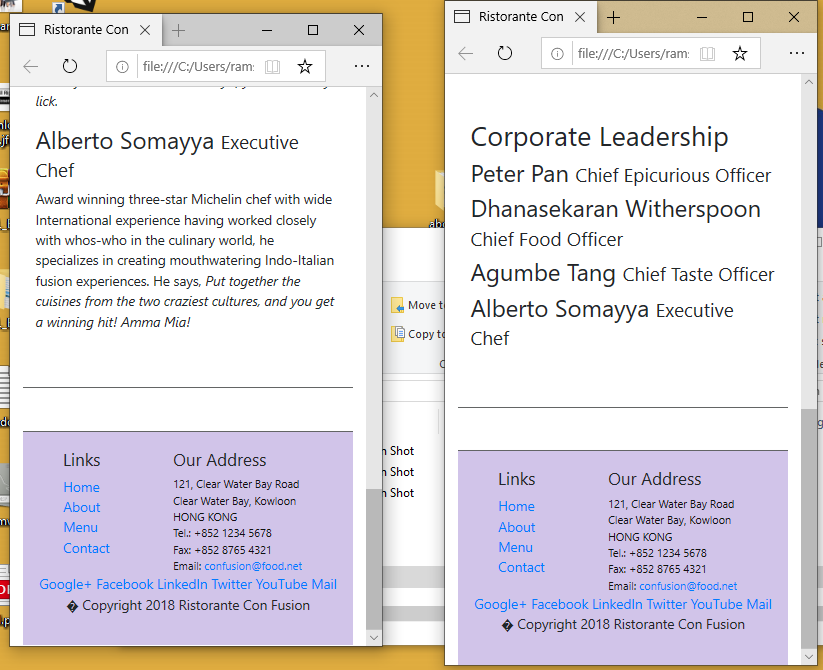 Ristorante Con
file:///C:/Users/ram
lick.
Alberto Somayya Executive
Chef
Award winning three-star Michelin chef with wide
International experience having worked closely
with whos-who in the culinary world, he
specializes in creating mouthwatering Indo-Italian
fusion experiences. He says, Put together the
cuisines from the two craziest cultures, and you get
a winning hit! Amma Mia!
Links
Home
About
Menu
Contact
Our Address
121, Clear Water Bay Road
Clear Water Bay, Kowloon
HONG KONG
Tel.: +852 1234 5678
Fax: +852 8765 4321
Email: confusion@food.net
Google+ Facebook LinkedIn Twitter YouTube Mail
� Copyright 2018 Ristorante Con Fusion
Move to
Copy to
Shot
Shot
Shot
Ristorante Con
file:///C:/Users/ram
Corporate Leadership
Peter Pan Chief Epicurious Officer
Dhanasekaran Witherspoon
Chief Food Officer
Agumbe Tang Chief Taste Officer
Alberto Somayya Executive
Chef
Links
Home
About
Menu
Contact
Our Address
121, Clear Water Bay Road
Clear Water Bay, Kowloon
HONG KONG
Tel.: +852 1234 5678
Fax: +852 8765 4321
Email: confusion@food.net
Google+ Facebook LinkedIn Twitter YouTube Mail
� Copyright 2018 Ristorante Con Fusion